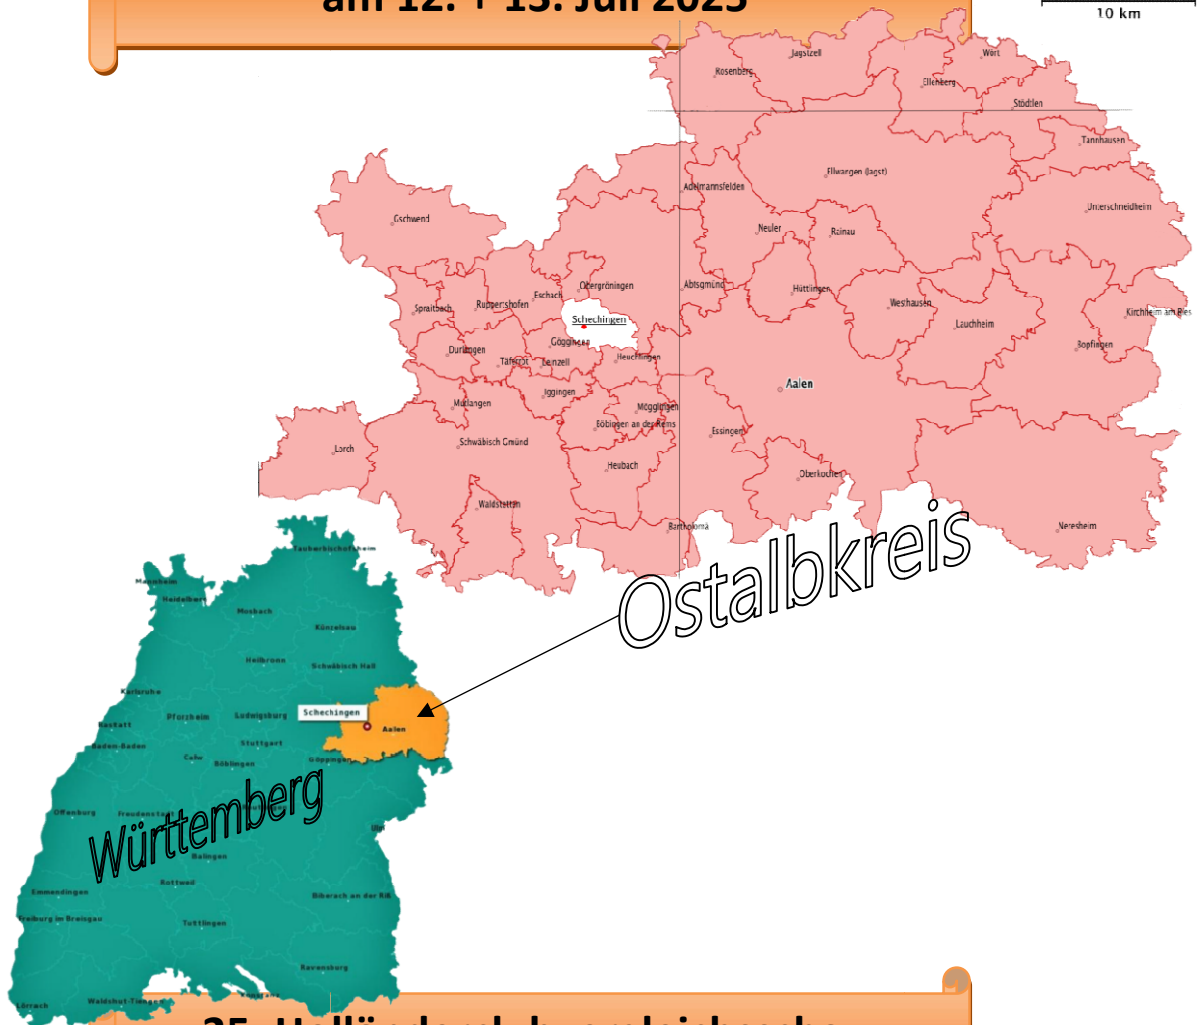 am 12. + 13. Juli 2025
10 km
Jagstzell
Wört
Rosenberg
Ellenberg
Stödtlen
Tannhausen
Ellwangen (Jagst)
Adelmannsfelden
Unterschneidheim
Gschwend
Neuler
Rainau
Obergröningen
Abtsgmünd
Hüttlingen
Eschach
Ruppertshofen
Spraitbach
Westhausen
Kirchheim am Ries
Schechingen
Lauchheim
Göggingen
Bopfingen
Durlangen
Heuchlingen
Täferrot
Leinzell
Aalen
Iggingen
Mutlangen
Mögglingen
Böbingen an der Rems
Essingen
Schwäbisch Gmünd
Lorch
Heubach
Oberkochen
Waldstetten
Bartholomä
Neresheim
Ostalbkreis
Tauberbischofsheim
Mannheim
Heidelberg
Mosbach
Künzelsau
Heilbronn
Schwäbisch Hall
Karlsruhe
Schechingen
Pforzheim
Ludwigsburg
Rastatt
Aalen
Baden-Baden
Stuttgart
Calw
Göppingen
Böblingen
Württemberg
Offenburg
Freudenstadt
Ulm
Balingen
Rottweil
Emmendingen
Biberach an der Riß
Freiburg im Breisgau
Tuttlingen
Ravensburg
Konstanz
Waldshut-Tiengen
Lörrach